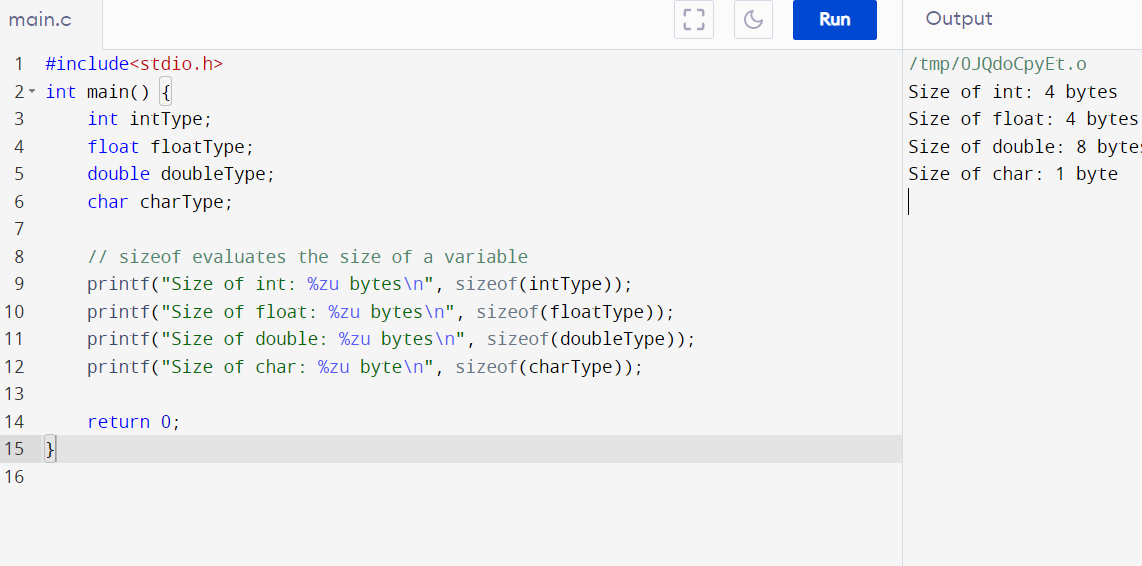 main.c
Run
Output
1 #include<stdio.h>
2 int main() {
3     int intType;
4     float floatType;
5     double doubleType;
6     char charType;
7
8     // sizeof evaluates the size of a variable
9     printf("Size of int: %zu bytes\n", sizeof(intType));
10     printf("Size of float: %zu bytes\n", sizeof(floatType));
11     printf("Size of double: %zu bytes\n", sizeof(doubleType));
12     printf("Size of char: %zu byte\n", sizeof(charType));
13
14     return 0;
15 }
16
/tmp/0JQdoCpyEt.o
Size of int: 4 bytes
Size of float: 4 bytes
Size of double: 8 bytes
Size of char: 1 byte